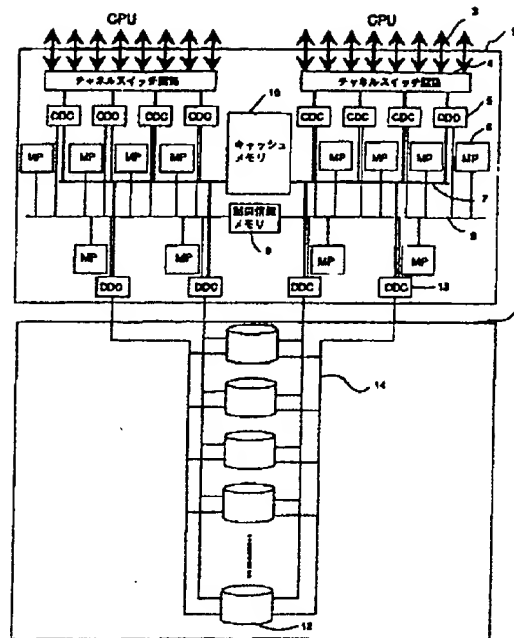 CPU CPU
3
1
4
チャネルスイッチ回路 チャネルスイッチ回路
10
CDC CDC CDC CDC CDC CDC CDC CDC
5
6
キャッシュ
メモリ
MP MP MP MP MP MP MP MP
7
制御情報
メモリ
9
MP MP MP MP
DDC DDC DDC DDC
13
14
12